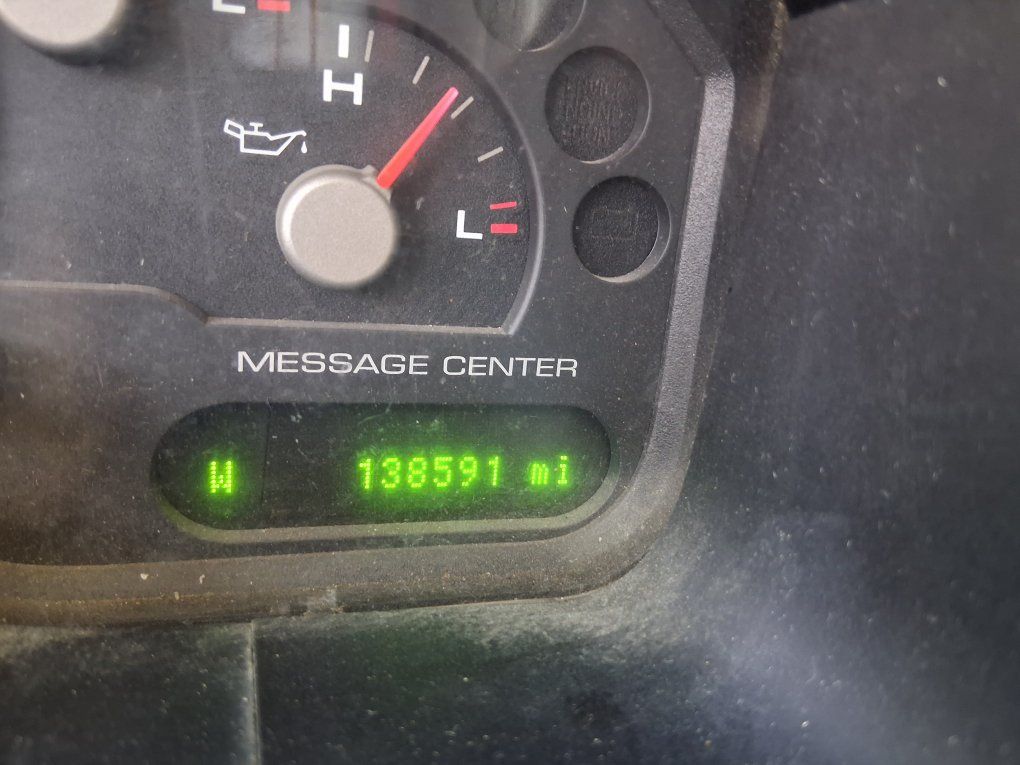 H
L
MESSAGE CENTER
W 138591 mi